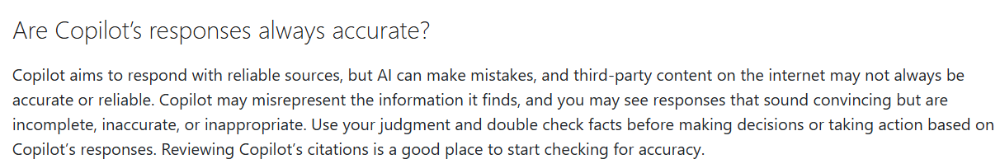 Are Copilot’s responses always accurate?
Copilot aims to respond with reliable sources, but AI can make mistakes, and third-party content on the internet may not always be
accurate or reliable. Copilot may misrepresent the information it finds, and you may see responses that sound convincing but are
incomplete, inaccurate, or inappropriate. Use your judgment and double check facts before making decisions or taking action based on
Copilot’s responses. Reviewing Copilot’s citations is a good place to start checking for accuracy.